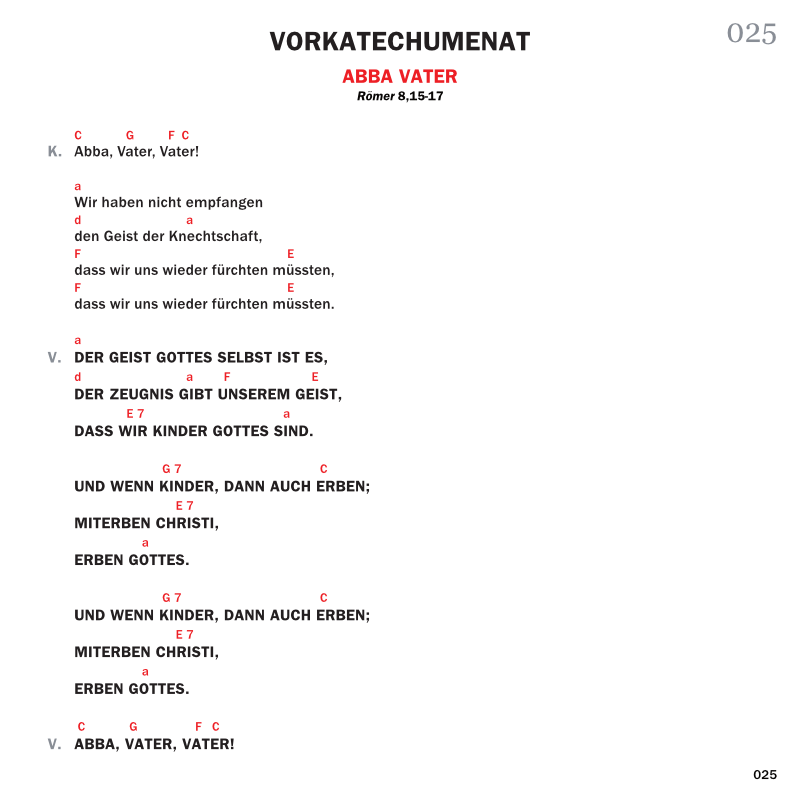 VORKATECHUMENAT
025
ABBA VATER
Römer 8,15-17
C G F C
K. Abba, Vater, Vater!
a
Wir haben nicht empfangen
d a
den Geist der Knechtschaft,
F E
dass wir uns wieder fürchten müssten,
F E
dass wir uns wieder fürchten müssten.
a
V. DER GEIST GOTTES SELBST IST ES,
d a F E
DER ZEUGNIS GIBT UNSEREM GEIST,
E 7 a
DASS WIR KINDER GOTTES SIND.
G 7 C
UND WENN KINDER, DANN AUCH ERBEN;
E 7
MITERBEN CHRISTI,
a
ERBEN GOTTES.
G 7 C
UND WENN KINDER, DANN AUCH ERBEN;
E 7
MITERBEN CHRISTI,
a
ERBEN GOTTES.
C G F C
V. ABBA, VATER, VATER!
025